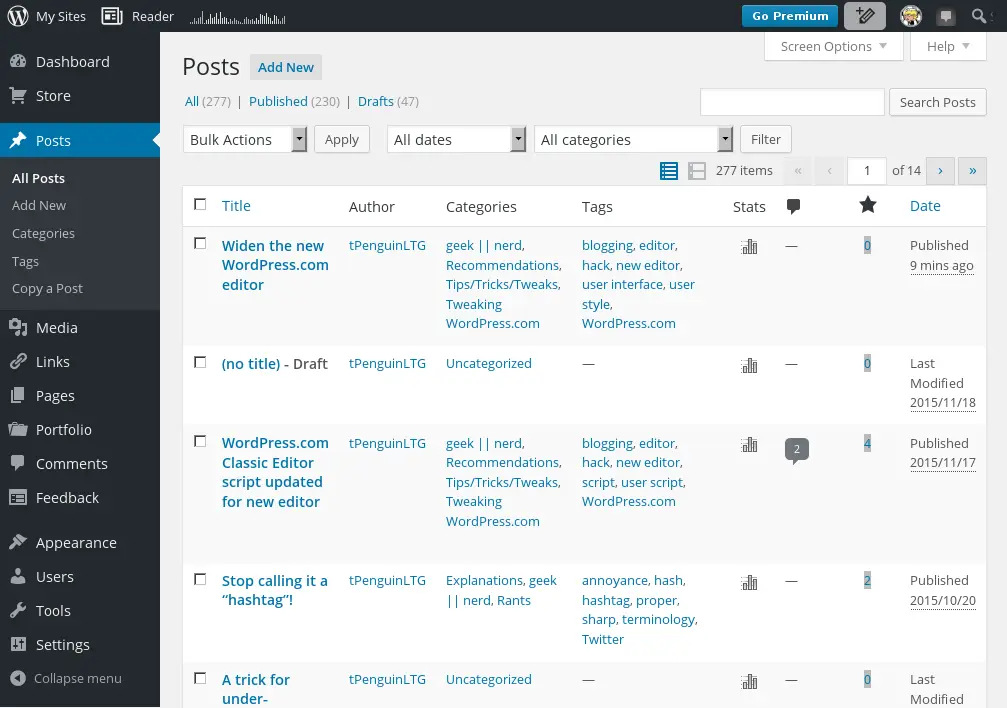 My Sites Reader Go Premium
Dashboard
Store
Posts
All Posts
Add New
Categories
Tags
Copy a Post
Media
Links
Pages
Portfolio
Comments
Feedback
Appearance
Users
Tools
Settings
Collapse menu
Screen Options Help
Posts Add New
All (277) | Published (230) | Drafts (47)
Search Posts
Bulk Actions Apply All dates All categories Filter
277 items « ‹ 1 of 14 › »
Title Author Categories Tags Stats Date
Widen the new
WordPress.com
editor
tPenguinLTG
geek || nerd,
Recommendations,
Tips/Tricks/Tweaks,
Tweaking
WordPress.com
blogging, editor,
hack, new editor,
user interface, user
style,
WordPress.com
—
0
Published
9 mins ago
(no title) - Draft
tPenguinLTG
Uncategorized
—
—
0
Last
Modified
2015/11/18
WordPress.com
Classic Editor
script updated
for new editor
tPenguinLTG
geek || nerd,
Recommendations,
Tips/Tricks/Tweaks,
Tweaking
WordPress.com
blogging, editor,
hack, new editor,
script, user script,
WordPress.com
2
4
Published
2015/11/17
Stop calling it a
“hashtag”!
tPenguinLTG
Explanations, geek
|| nerd, Rants
annoyance, hash,
hashtag, proper,
sharp, terminology,
Twitter
—
2
Published
2015/10/20
A trick for
under-
tPenguinLTG
Uncategorized
—
—
0
Last
Modified